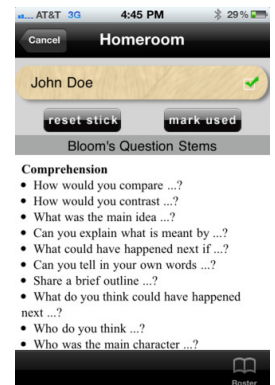 AT&T 3G 4:45 PM 29%
Cancel Homeroom
John Doe
reset stick mark used
Bloom's Question Stems
Comprehension
• How would you compare ...?
• How would you contrast ...?
• What was the main idea ...?
• Can you explain what is meant by ...?
• What could have happened next if ...?
• Can you tell in your own words ...?
• Share a brief outline ...?
• What do you think could have happened
next ...?
• Who do you think ...?
• Who was the main character ...?
Roster